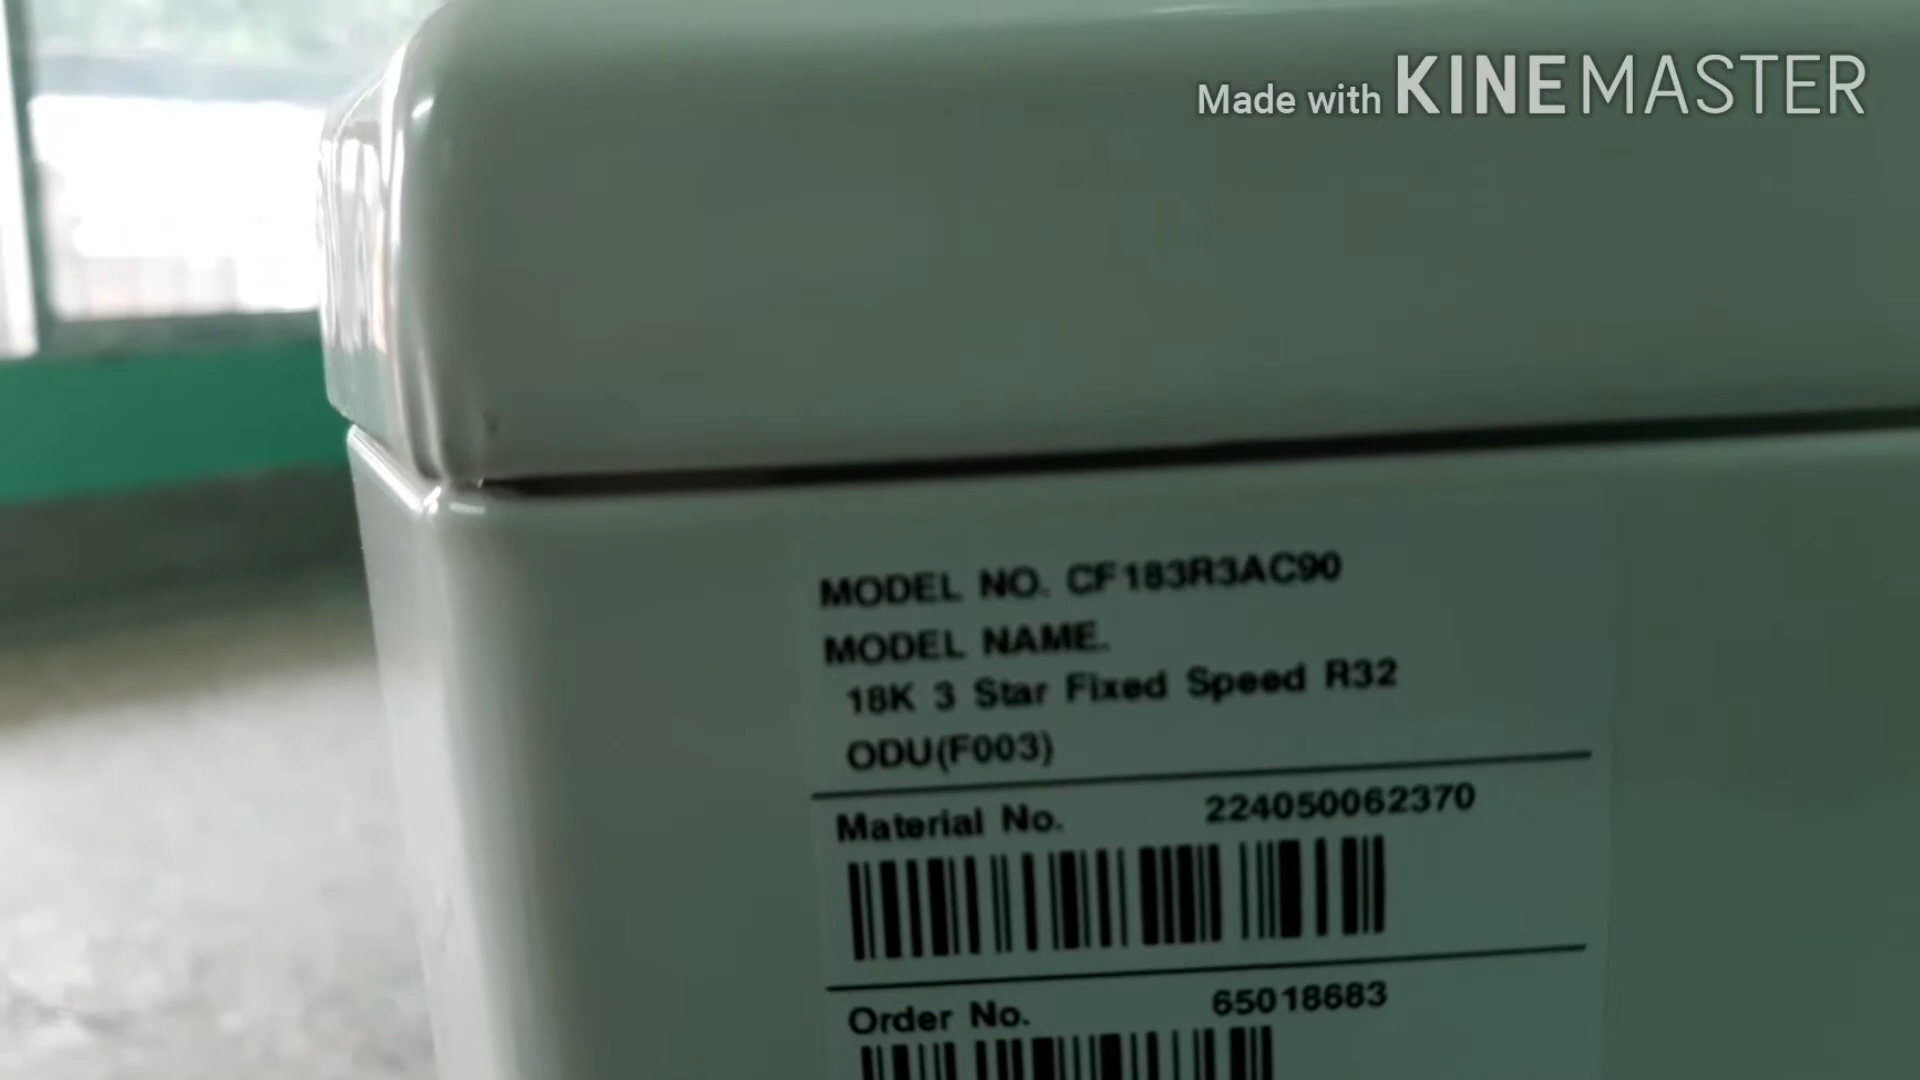 Made with KINEMASTER
MODEL NO. CF183R3AC90
MODEL NAME.
18K 3 Star Fixed Speed R32
ODU(F003)
Material No. 224050062370
Order No. 65018683